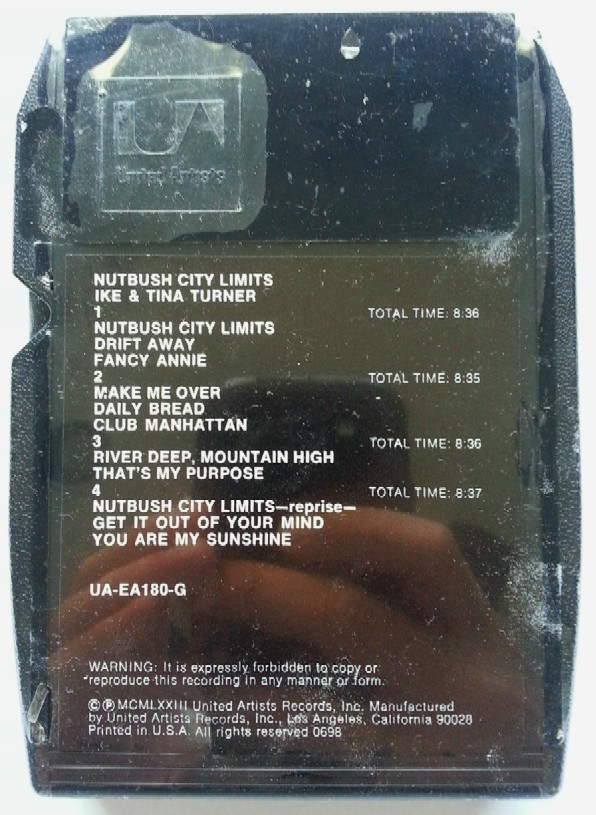 UA
United Artists
NUTBUSH CITY LIMITS
IKE & TINA TURNER
1 TOTAL TIME: 8:36
NUTBUSH CITY LIMITS
DRIFT AWAY
FANCY ANNIE
2 TOTAL TIME: 8:35
MAKE ME OVER
DAILY BREAD
CLUB MANHATTAN
3 TOTAL TIME: 8:36
RIVER DEEP, MOUNTAIN HIGH
THAT'S MY PURPOSE
4 TOTAL TIME: 8:37
NUTBUSH CITY LIMITS—reprise—
GET IT OUT OF YOUR MIND
YOU ARE MY SUNSHINE
UA-EA180-G
WARNING: It is expressly forbidden to copy or
reproduce this recording in any manner or form.
© ℗ MCMLXXIII United Artists Records, Inc. Manufactured
by United Artists Records, Inc., Los Angeles, California 90028
Printed in U.S.A. All rights reserved 0698